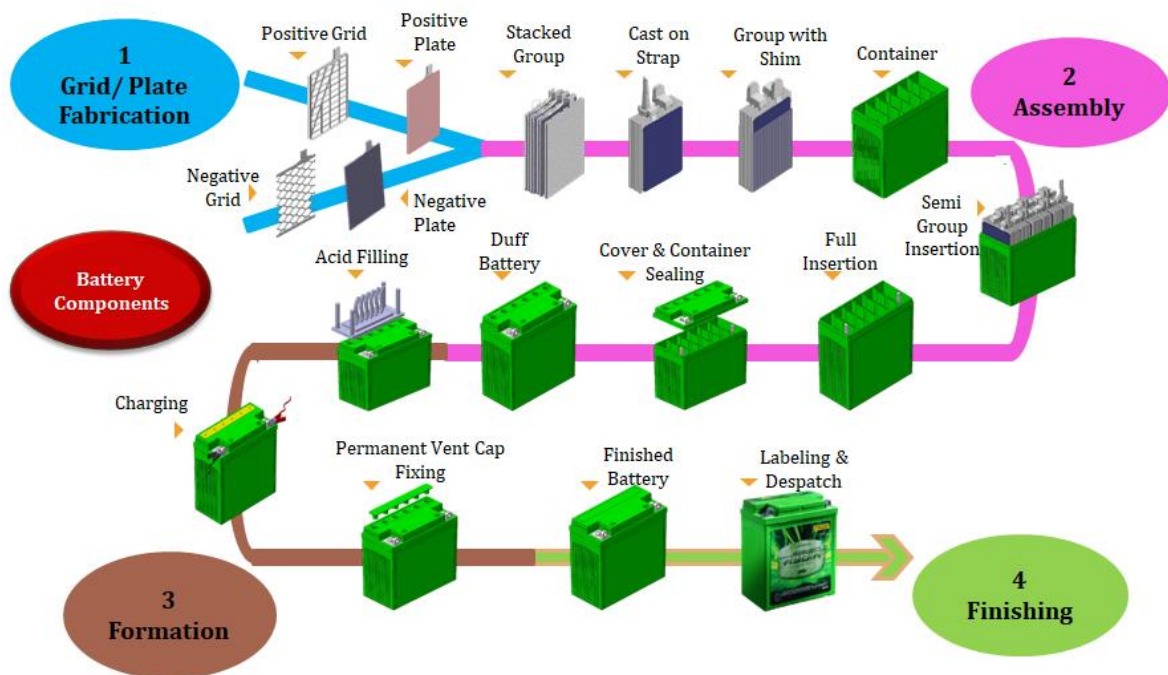 1
Grid/ Plate
Fabrication
Positive Grid
Positive
Plate
Negative
Grid
Negative
Plate
Stacked
Group
Cast on
Strap
Group with
Shim
Container
2
Assembly
Semi
Group
Insertion
Full
Insertion
Cover & Container
Sealing
Duff
Battery
Acid Filling
Battery
Components
Charging
Permanent Vent Cap
Fixing
Finished
Battery
Labeling &
Despatch
3
Formation
4
Finishing